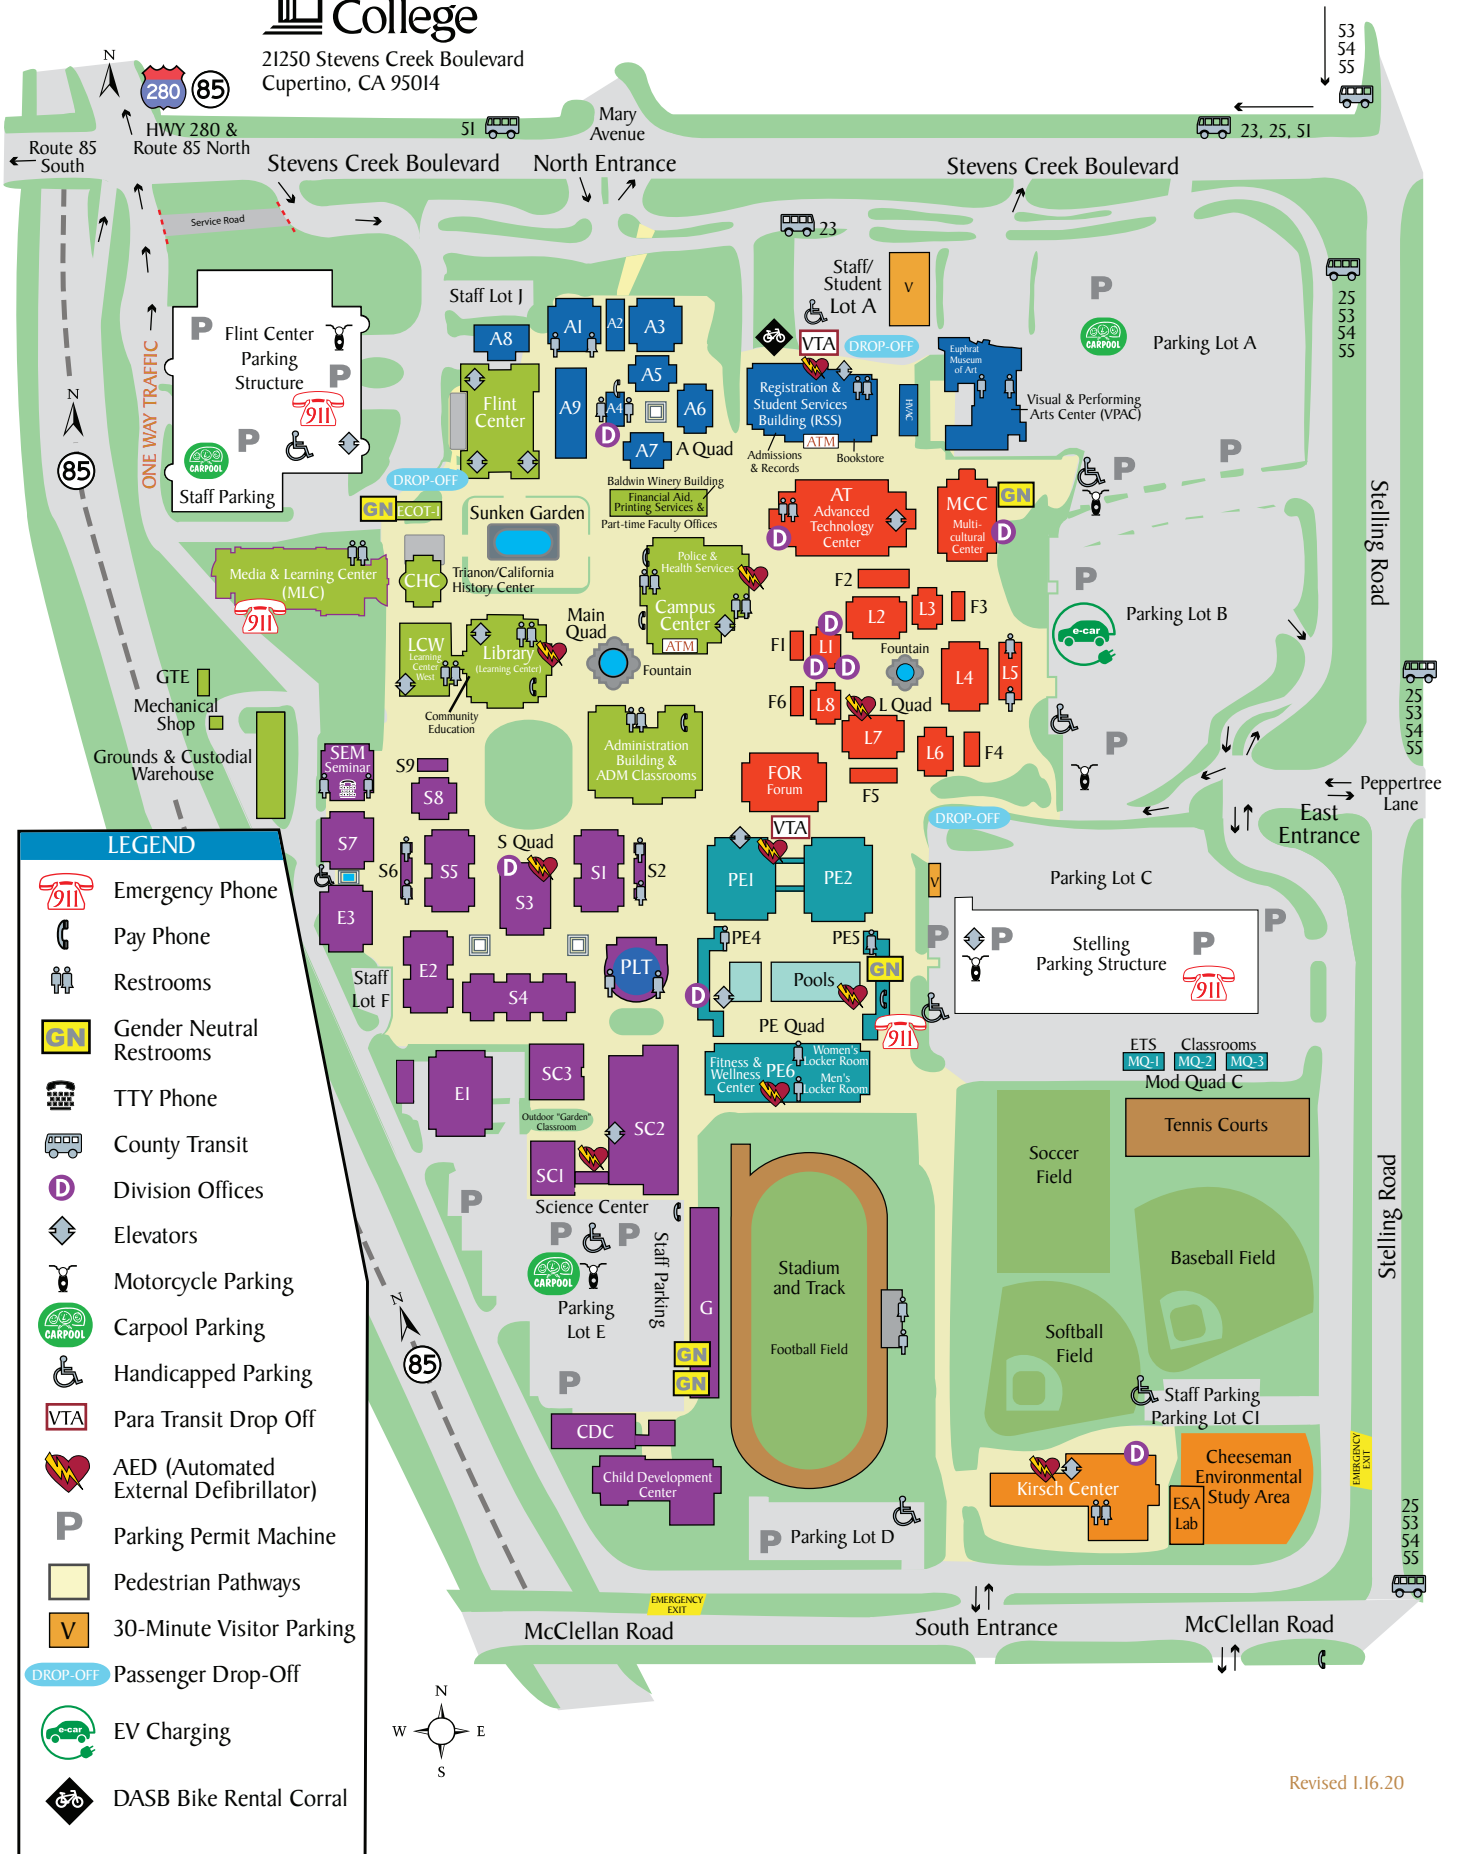 College
21250 Stevens Creek Boulevard
Cupertino, CA 95014
N
280
85
HWY 280 &
Route 85 North
Route 85
South
51
Mary
Avenue
53
54
55
23, 25, 51
Stevens Creek Boulevard
North Entrance
Stevens Creek Boulevard
Service Road
23
ONE WAY TRAFFIC
N
85
P
Flint Center
Parking
Structure
P
911
P
CARPOOL
Staff Parking
Staff Lot J
A8
A1
A2
A3
A5
A9
A4
A6
D
A7
A Quad
Flint
Center
DROP-OFF
GN
ECOT-1
Staff/
Student
Lot A
V
VTA
DROP-OFF
Registration &
Student Services
Building (RSS)
ATM
Admissions
& Records
Bookstore
HVAC
Euphrat
Museum
of Art
Visual & Performing
Arts Center (VPAC)
P
CARPOOL
Parking Lot A
25
53
54
55
P
P
Baldwin Winery Building
Financial Aid,
Printing Services &
Part-time Faculty Offices
Sunken Garden
AT
Advanced
Technology
Center
D
MCC
Multi-
cultural
Center
GN
D
Stelling Road
Media & Learning Center
(MLC)
911
CHC
Trianon/California
History Center
Police &
Health Services
Campus
Center
ATM
Main
Quad
Fountain
F2
L2
L3
F3
D
F1
L1
D
D
Fountain
L4
L5
F6
L8
L Quad
L7
L6
F4
F5
P
Parking Lot B
e-car
P
LCW
Learning
Center
West
Library
(Learning Center)
Community
Education
GTE
Mechanical
Shop
Grounds & Custodial
Warehouse
Administration
Building &
ADM Classrooms
FOR
Forum
25
53
54
55
Peppertree
Lane
East
Entrance
SEM
Seminar
S9
S8
S7
S6
S5
S Quad
D
S3
S1
S2
E3
E2
S4
PLT
Staff
Lot F
VTA
PE1
PE2
DROP-OFF
V
Parking Lot C
P
P
Stelling
Parking Structure
P
911
P
PE4
PE5
GN
Pools
D
PE Quad
911
Fitness &
Wellness
Center
PE6
Women's
Locker Room
Men's
Locker Room
ETS
Classrooms
MQ-1
MQ-2
MQ-3
Mod Quad C
Tennis Courts
E1
SC3
Outdoor "Garden"
Classroom
SC2
SC1
Science Center
P
P
P
CARPOOL
Parking
Lot E
P
Staff Parking
G
GN
GN
N
85
CDC
Child Development
Center
Stadium
and Track
Football Field
Soccer
Field
Baseball Field
Softball
Field
Stelling Road
Staff Parking
Parking Lot C1
D
Kirsch Center
ESA
Lab
Cheeseman
Environmental
Study Area
EMERGENCY
EXIT
P
Parking Lot D
25
53
54
55
EMERGENCY
EXIT
McClellan Road
South Entrance
McClellan Road
N
W
E
S
Revised 1.16.20
LEGEND
911
Emergency Phone
Pay Phone
Restrooms
GN
Gender Neutral
Restrooms
TTY Phone
County Transit
D
Division Offices
Elevators
Motorcycle Parking
CARPOOL
Carpool Parking
Handicapped Parking
VTA
Para Transit Drop Off
AED (Automated
External Defibrillator)
P
Parking Permit Machine
Pedestrian Pathways
V
30-Minute Visitor Parking
DROP-OFF
Passenger Drop-Off
e-car
EV Charging
DASB Bike Rental Corral